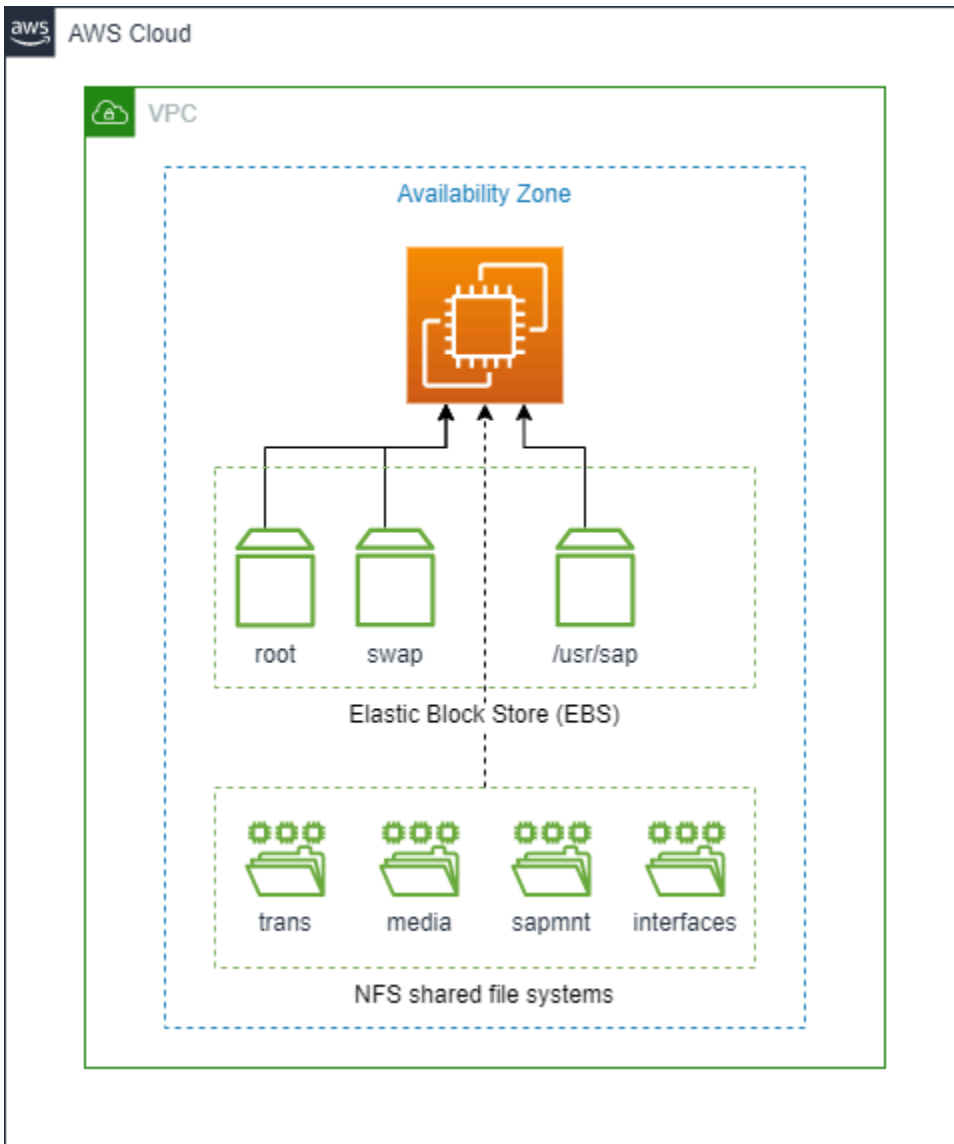 aws
AWS Cloud
VPC
Availability Zone
root
swap
/usr/sap
Elastic Block Store (EBS)
trans
media
sapmnt
interfaces
NFS shared file systems